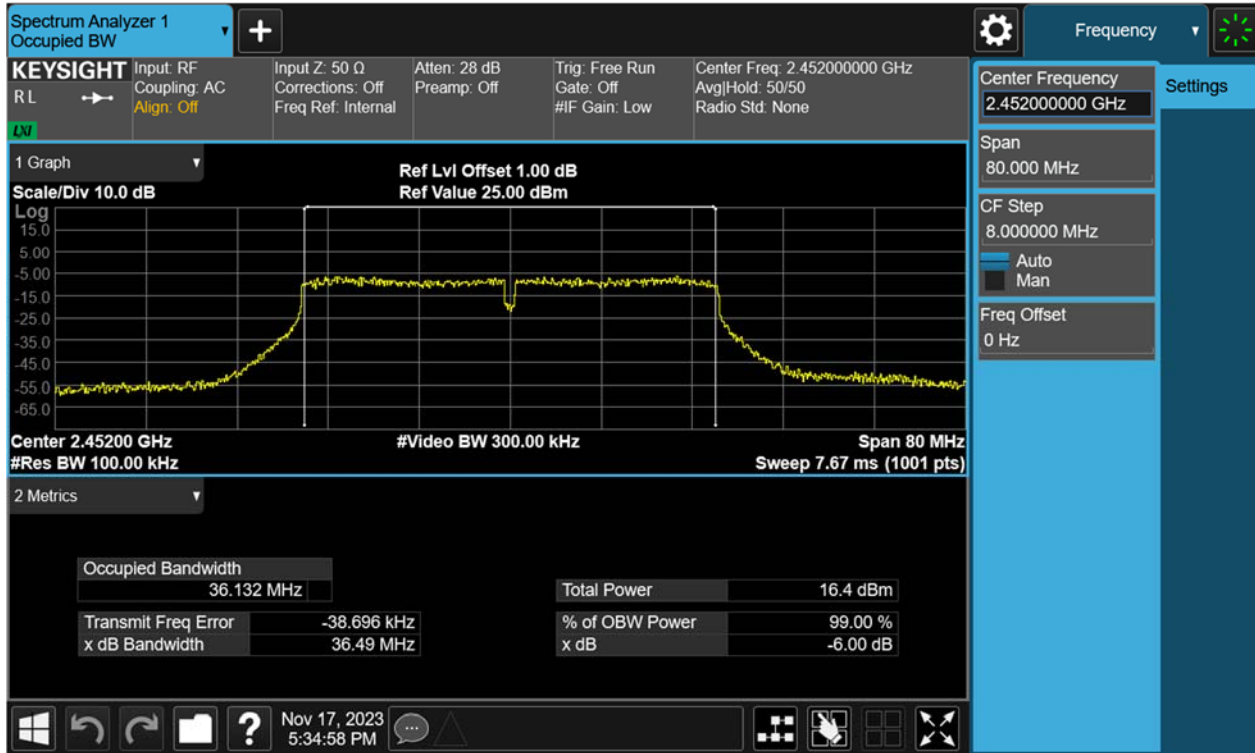 Spectrum Analyzer 1
Occupied BW
+
Frequency
KEYSIGHT
RL
LXI
Input: RF
Coupling: AC
Align: Off
Input Z: 50 Ω
Corrections: Off
Freq Ref: Internal
Atten: 28 dB
Preamp: Off
Trig: Free Run
Gate: Off
#IF Gain: Low
Center Freq: 2.452000000 GHz
Avg|Hold: 50/50
Radio Std: None
Center Frequency
2.452000000 GHz
Settings
Span
80.000 MHz
CF Step
8.000000 MHz
Auto
Man
Freq Offset
0 Hz
1 Graph
Scale/Div 10.0 dB
Ref Lvl Offset 1.00 dB
Ref Value 25.00 dBm
Log
15.0
5.00
-5.00
-15.0
-25.0
-35.0
-45.0
-55.0
-65.0
Center 2.45200 GHz
#Video BW 300.00 kHz
Span 80 MHz
#Res BW 100.00 kHz
Sweep 7.67 ms (1001 pts)
2 Metrics
Occupied Bandwidth
36.132 MHz
Total Power 16.4 dBm
Transmit Freq Error -38.696 kHz
% of OBW Power 99.00 %
x dB Bandwidth 36.49 MHz
x dB -6.00 dB
?
Nov 17, 2023
5:34:58 PM